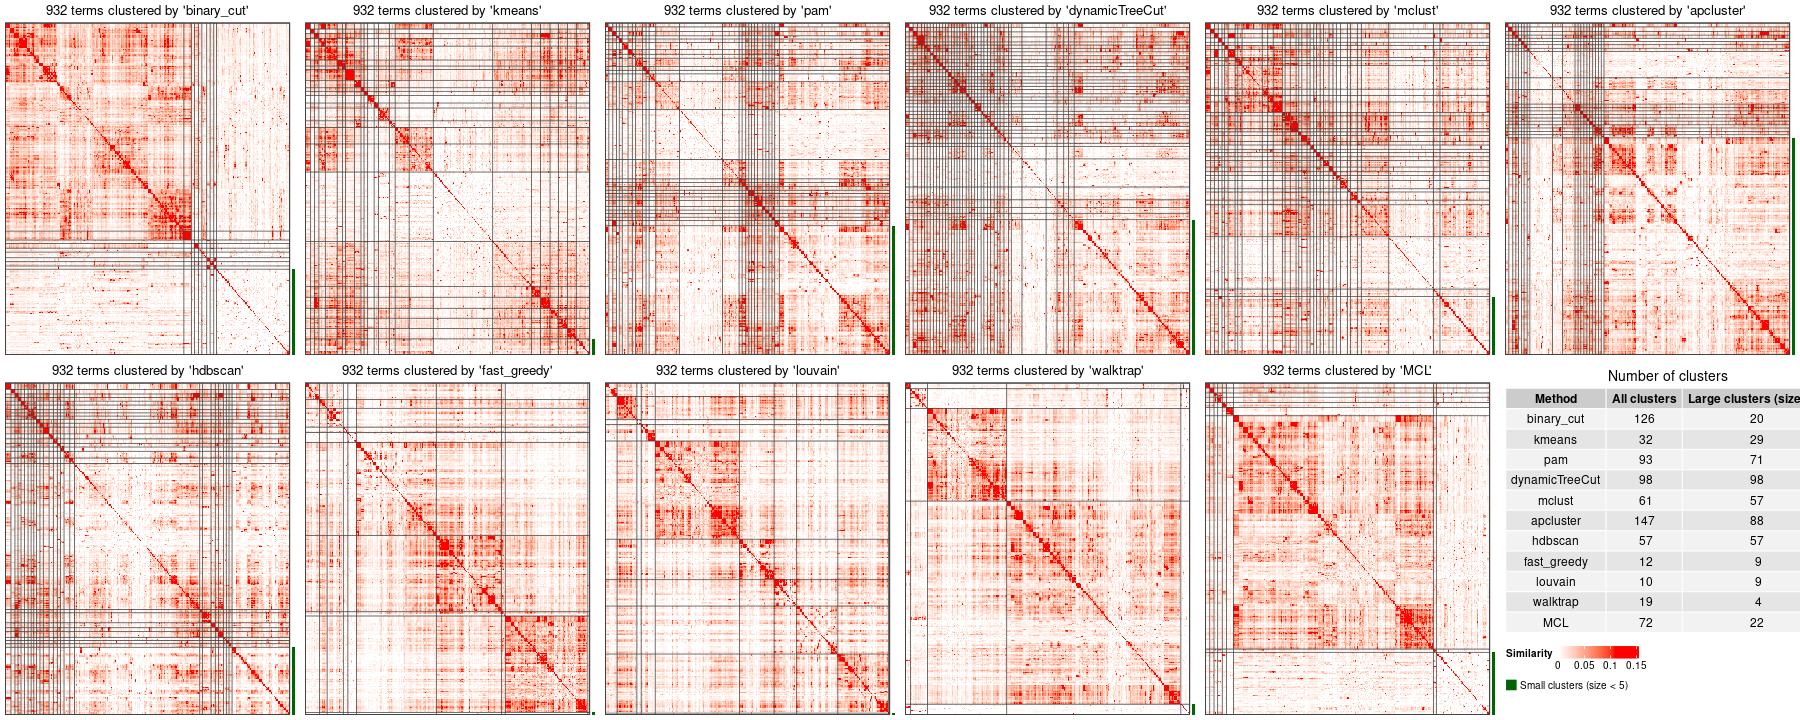 932 terms clustered by 'binary_cut'
932 terms clustered by 'kmeans'
932 terms clustered by 'pam'
932 terms clustered by 'dynamicTreeCut'
932 terms clustered by 'mclust'
932 terms clustered by 'apcluster'
932 terms clustered by 'hdbscan'
932 terms clustered by 'fast_greedy'
932 terms clustered by 'louvain'
932 terms clustered by 'walktrap'
932 terms clustered by 'MCL'
Number of clusters
Method All clusters Large clusters (size
binary_cut 126 20
kmeans 32 29
pam 93 71
dynamicTreeCut 98 98
mclust 61 57
apcluster 147 88
hdbscan 57 57
fast_greedy 12 9
louvain 10 9
walktrap 19 4
MCL 72 22
Similarity
0 0.05 0.1 0.15
Small clusters (size < 5)